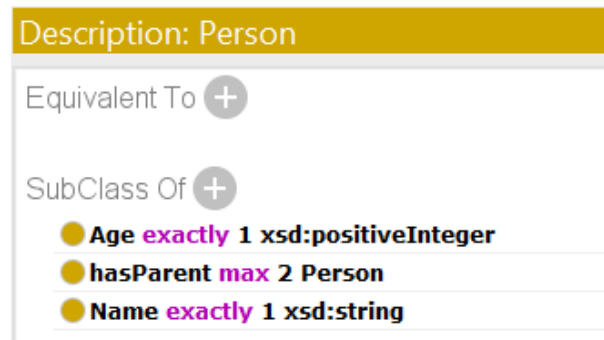 Description: Person
Equivalent To
SubClass Of
Age exactly 1 xsd:positiveInteger
hasParent max 2 Person
Name exactly 1 xsd:string